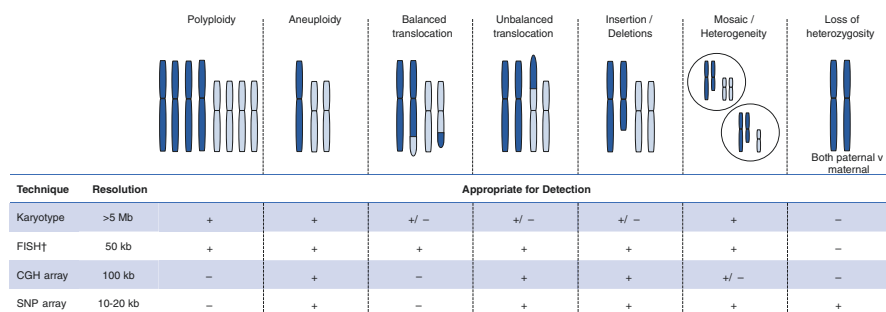 Polyploidy Aneuploidy Balanced translocation Unbalanced translocation Insertion / Deletions Mosaic / Heterogeneity Loss of heterozygosity
Both paternal v maternal
Technique Resolution Appropriate for Detection
Karyotype >5 Mb + + +/ – +/ – +/ – + –
FISH† 50 kb + + + + + + –
CGH array 100 kb – + – + + +/ – –
SNP array 10-20 kb – + – + + + +